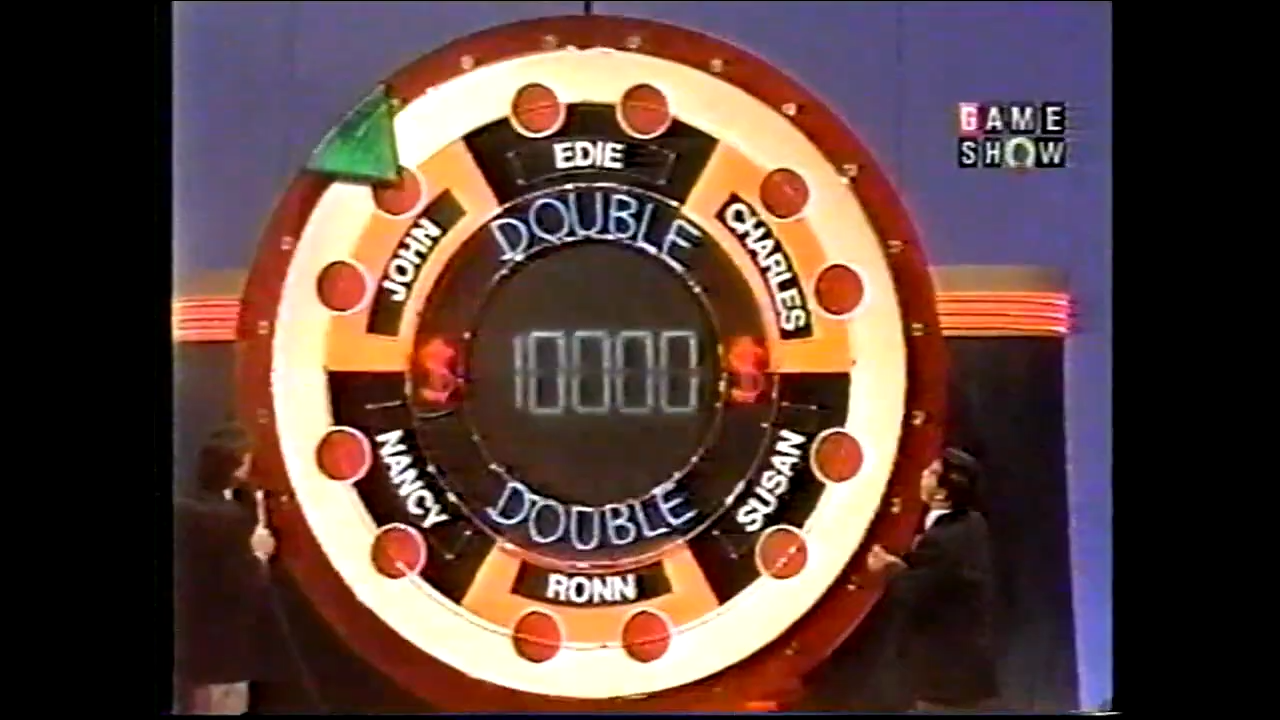 GAME
SHOW
EDIE
DOUBLE
JOHN
CHARLES
$ 10000 $
NANCY
SUSAN
DOUBLE
RONN